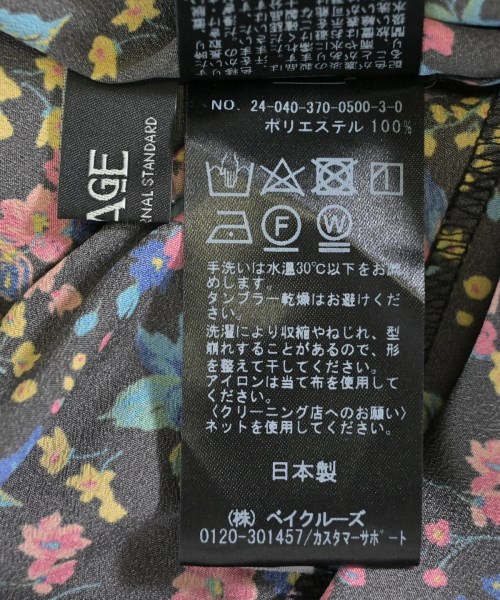 NO. 24-040-370-0500-3-0
ポリエステル 100%
F W
手洗いは水温30℃以下をお薦
めします。
タンブラー乾燥はお避けくだ
さい。
洗濯により収縮やねじれ、型
崩れすることがあるので、形
を整えて干してください。
アイロンは当て布を使用して
ください。
〈クリーニング店へのお願い〉
ネットを使用してください。
日本製
(株) ベイクルーズ
0120-301457/カスタマーサポート
AGE
RNAL STANDARD